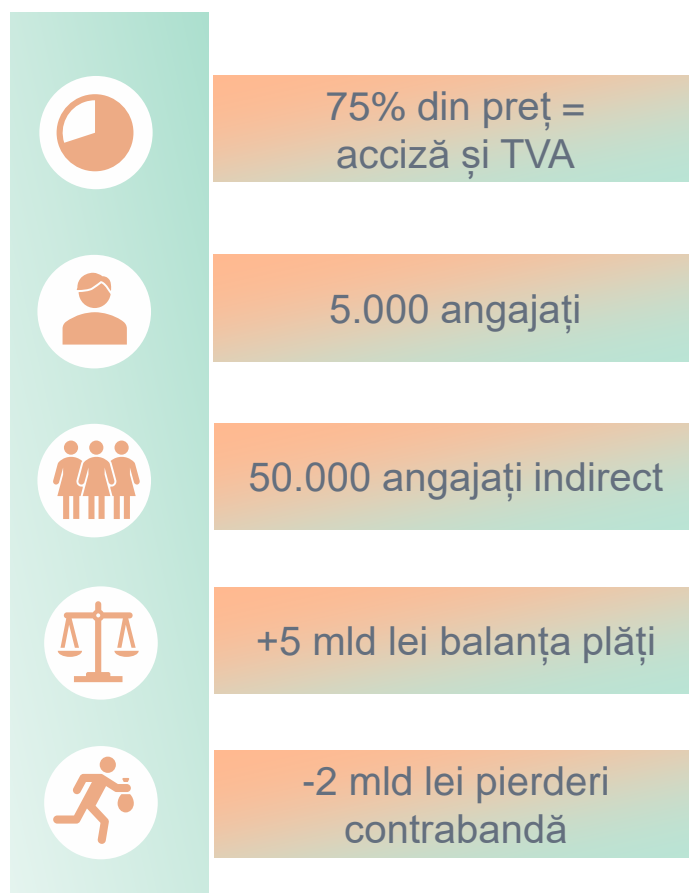 75% din preț =
acciză și TVA
5.000 angajați
50.000 angajați indirect
+5 mld lei balanța plăți
-2 mld lei pierderi
contrabandă